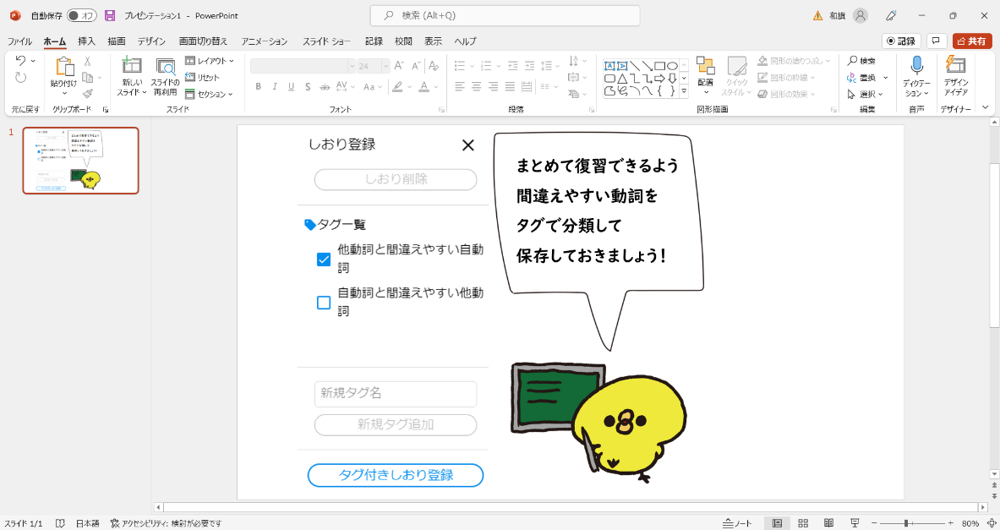 自動保存 オフ プレゼンテーション1 - PowerPoint 検索 (Alt+Q) 和旗
ファイル ホーム 挿入 描画 デザイン 画面切り替え アニメーション スライド ショー 記録 校閲 表示 ヘルプ 記録 共有
貼り付け
新しい
スライド
スライドの
再利用
レイアウト
リセット
セクション
24
B I U S ab AV Aa A
配置
クイック
スタイル
図形の塗りつぶし
図形の枠線
図形の効果
検索
置換
選択
ディクテー
ション
デザイン
アイデア
元に戻す クリップボード スライド フォント 段落 図形描画 編集 音声 デザイナー
1
しおり登録
しおり削除
タグ一覧
他動詞と間違えやすい自動
詞
自動詞と間違えやすい他動
詞
新規タグ名
新規タグ追加
タグ付きしおり登録
まとめて復習できるよう
間違えやすい動詞を
タグで分類して
保存しておきましょう!
スライド 1/1 日本語 アクセシビリティ: 検討が必要です ノート 80%